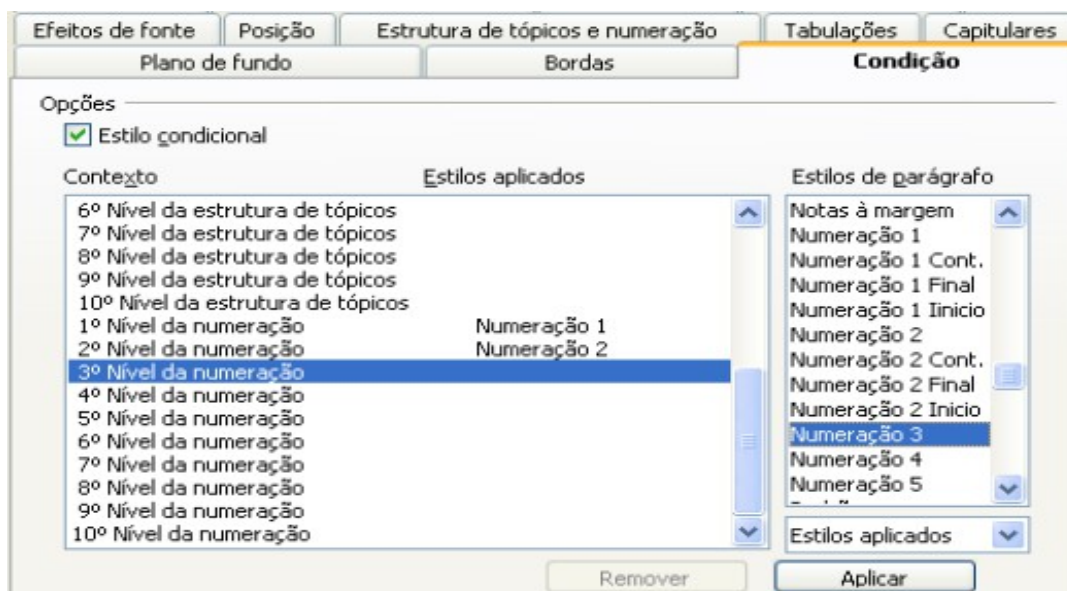 Efeitos de fonte Posição Estrutura de tópicos e numeração Tabulações Capitulares
Plano de fundo Bordas Condição
Opções
Estilo condicional
Contexto Estilos aplicados Estilos de parágrafo
6º Nível da estrutura de tópicos
7º Nível da estrutura de tópicos
8º Nível da estrutura de tópicos
9º Nível da estrutura de tópicos
10º Nível da estrutura de tópicos
1º Nível da numeração Numeração 1
2º Nível da numeração Numeração 2
3º Nível da numeração
4º Nível da numeração
5º Nível da numeração
6º Nível da numeração
7º Nível da numeração
8º Nível da numeração
9º Nível da numeração
10º Nível da numeração
Notas à margem
Numeração 1
Numeração 1 Cont.
Numeração 1 Final
Numeração 1 Iinicio
Numeração 2
Numeração 2 Cont.
Numeração 2 Final
Numeração 2 Inicio
Numeração 3
Numeração 4
Numeração 5
Estilos aplicados
Remover Aplicar